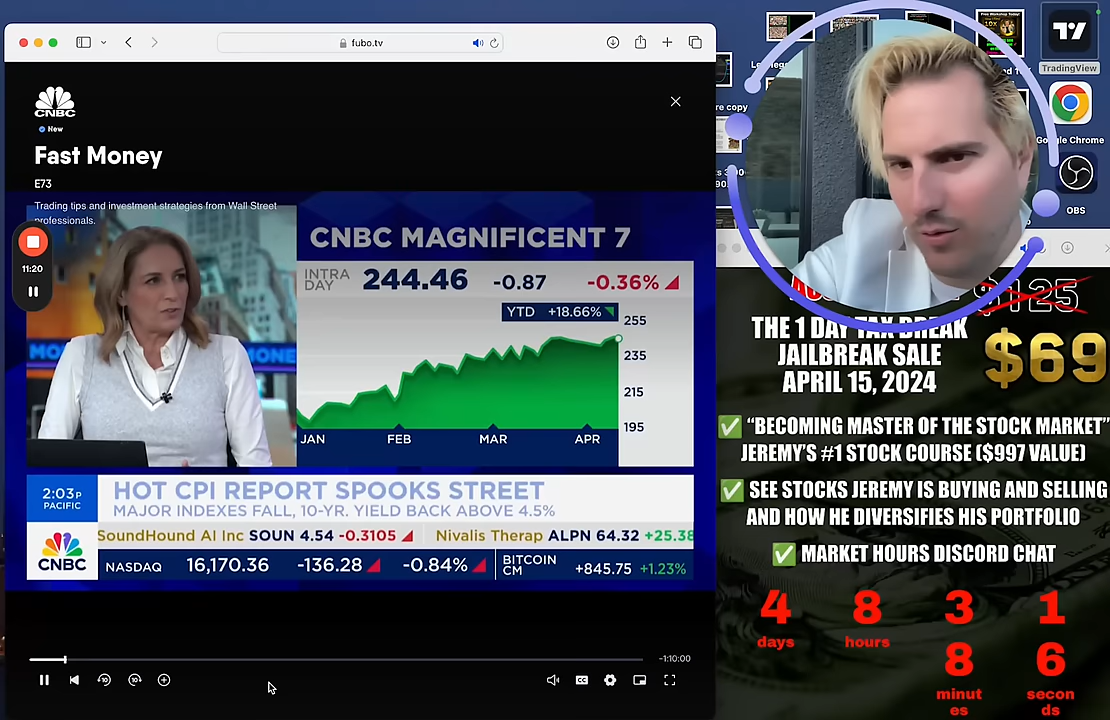 fubo.tv
CNBC
New
Fast Money
E73
Trading tips and investment strategies from Wall Street
professionals.
11:20
CNBC MAGNIFICENT 7
INTRA
DAY
244.46 -0.87 -0.36%
YTD +18.66%
255
235
215
195
JAN FEB MAR APR
2:03P
PACIFIC
HOT CPI REPORT SPOOKS STREET
MAJOR INDEXES FALL, 10-YR. YIELD BACK ABOVE 4.5%
SoundHound AI Inc SOUN 4.54 -0.3105 Nivalis Therap ALPN 64.32 +25.38
CNBC
NASDAQ 16,170.36 -136.28 -0.84% BITCOIN
CM +845.75 +1.23%
-1:10:00
10 10
CC
TradingView
re copy
Google Chrome
OBS
$125
THE 1 DAY TAX BREAK
JAILBREAK SALE
APRIL 15, 2024
$69
✅ “BECOMING MASTER OF THE STOCK MARKET”
JEREMY’S #1 STOCK COURSE ($997 VALUE)
✅ SEE STOCKS JEREMY IS BUYING AND SELLING
AND HOW HE DIVERSIFIES HIS PORTFOLIO
✅ MARKET HOURS DISCORD CHAT
4 8 3 1
days hours
8 6
minut secon
es ds